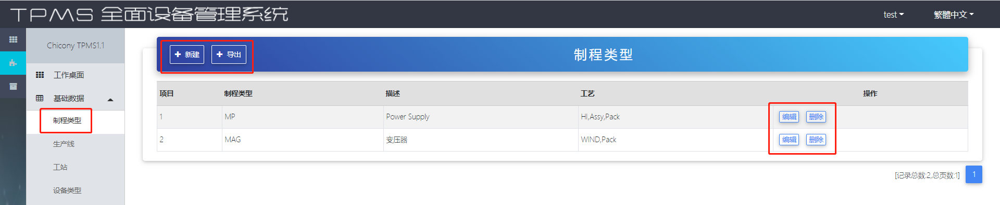 TPMS 全面设备管理系统
test
繁體中文
Chicony TPMS1.1
工作桌面
基础数据
制程类型
生产线
工站
设备类型
新建 导出
制程类型
项目 制程类型 描述 工艺 操作
1 MP Power Supply HI,Assy,Pack 编辑 删除
2 MAG 变压器 WIND,Pack 编辑 删除
[记录总数:2,总页数:1] 1